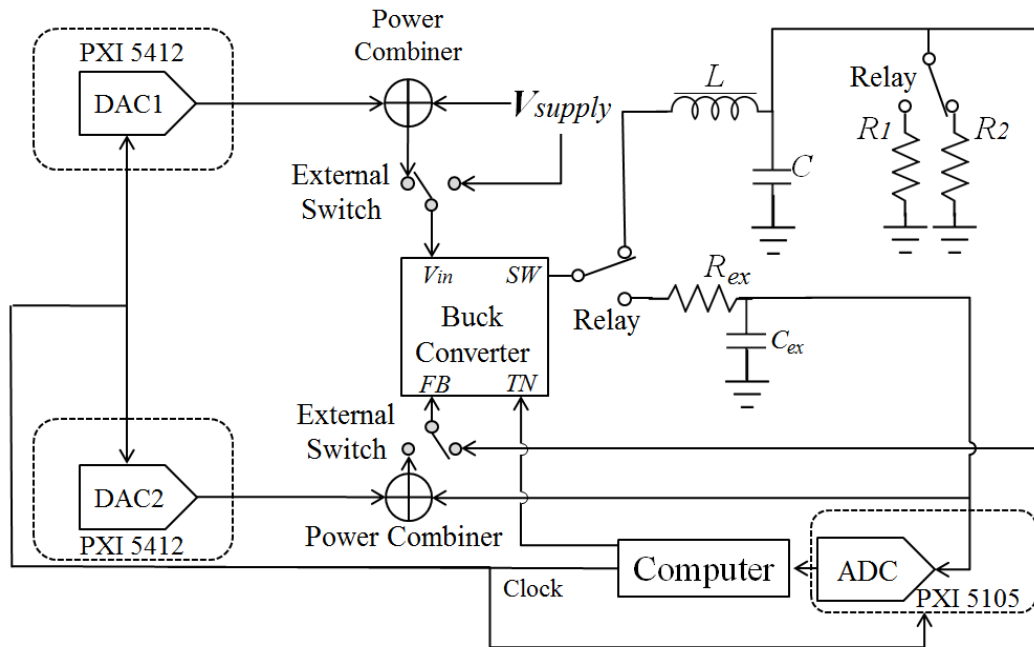 PXI 5412
DAC1
Power
Combiner
Vsupply
L
C
Relay
R1
R2
External
Switch
Vin
SW
Buck
Converter
FB
TN
Relay
Rex
Cex
External
Switch
DAC2
PXI 5412
Power Combiner
Clock
Computer
ADC
PXI 5105